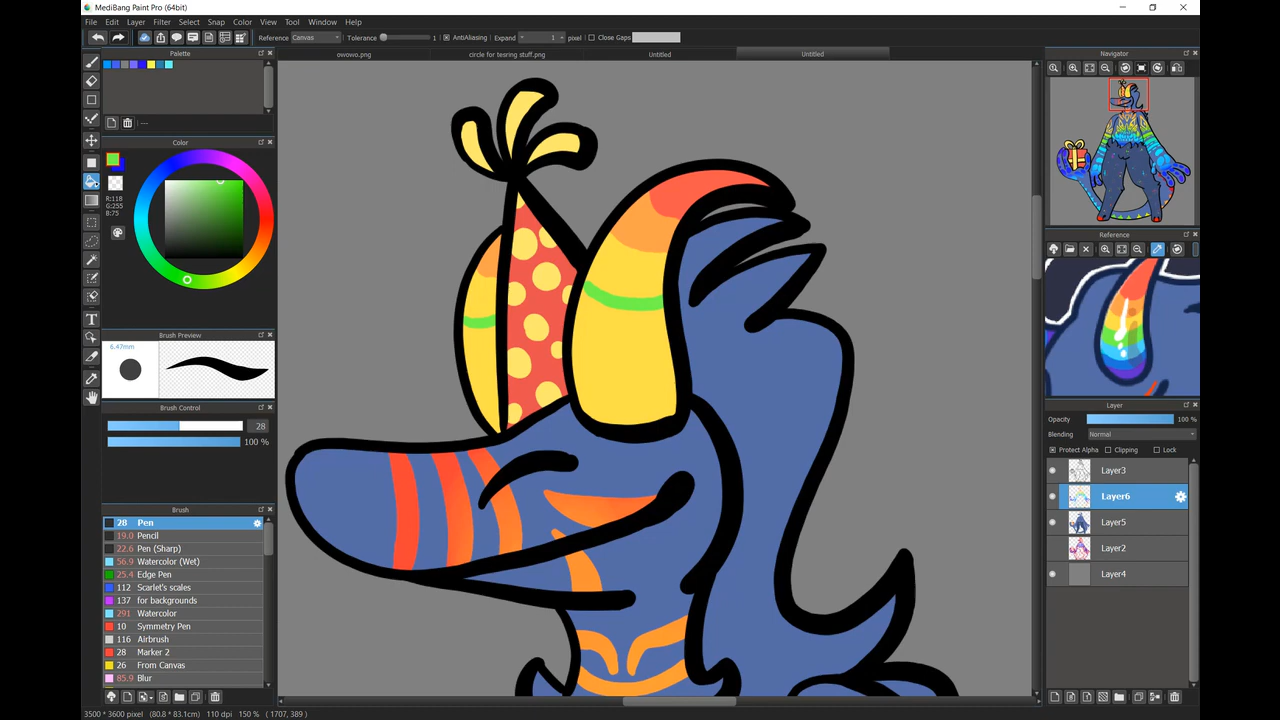 MediBang Paint Pro (64bit)
File Edit Layer Filter Select Snap Color View Tool Window Help
Reference Canvas Tolerance 1 AntiAliasing Expand 1 pixel Close Gaps
Palette owowo.png circle for tesring stuff.png Untitled Untitled Navigator
---
Color
R:118
G:255
B:75
Reference
Brush Preview
6.47mm
Brush Control
28
100 %
Layer
Opacity 100 %
Blending Normal
Protect Alpha Clipping Lock
Layer3
Layer6
Layer5
Layer2
Layer4
Brush
28 Pen
19.0 Pencil
22.6 Pen (Sharp)
56.9 Watercolor (Wet)
25.4 Edge Pen
112 Scarlet's scales
137 for backgrounds
291 Watercolor
10 Symmetry Pen
116 Airbrush
28 Marker 2
26 From Canvas
85.9 Blur
3500 * 3600 pixel (80.8 * 83.1cm) 110 dpi 150 % ( 1707, 389 )